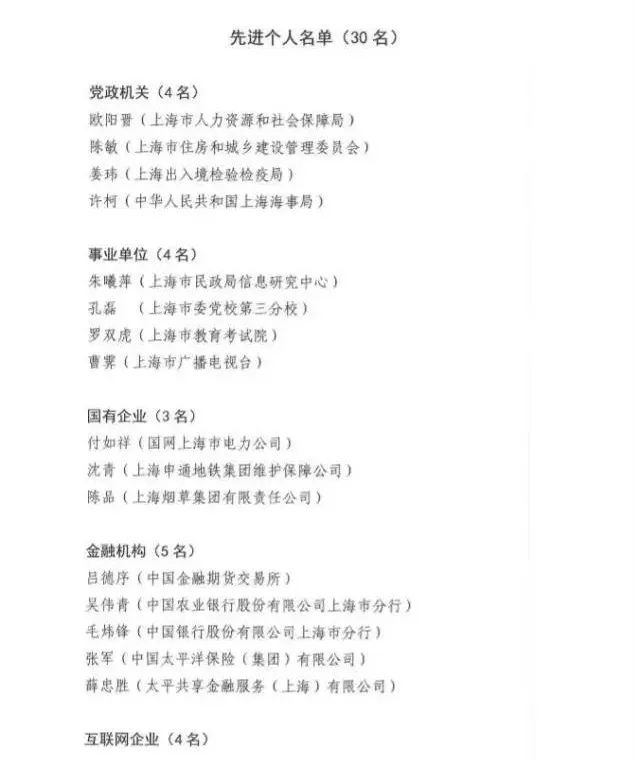 先进个人名单（30 名）
党政机关（4 名）
欧阳晋（上海市人力资源和社会保障局）
陈敏（上海市住房和城乡建设管理委员会）
姜玮（上海出入境检验检疫局）
许柯（中华人民共和国上海海事局）
事业单位（4 名）
朱曦萍（上海市民政局信息研究中心）
孔磊　（上海市委党校第三分校）
罗双虎（上海市教育考试院）
曹霁（上海市广播电视台）
国有企业（3 名）
付如祥（国网上海市电力公司）
沈青（上海申通地铁集团维护保障公司）
陈晶（上海烟草集团有限责任公司）
金融机构（5 名）
吕德序（中国金融期货交易所）
吴伟青（中国农业银行股份有限公司上海市分行）
毛炜锋（中国银行股份有限公司上海市分行）
张军（中国太平洋保险（集团）有限公司）
薛忠胜（太平共享金融服务（上海）有限公司）
互联网企业（4 名）